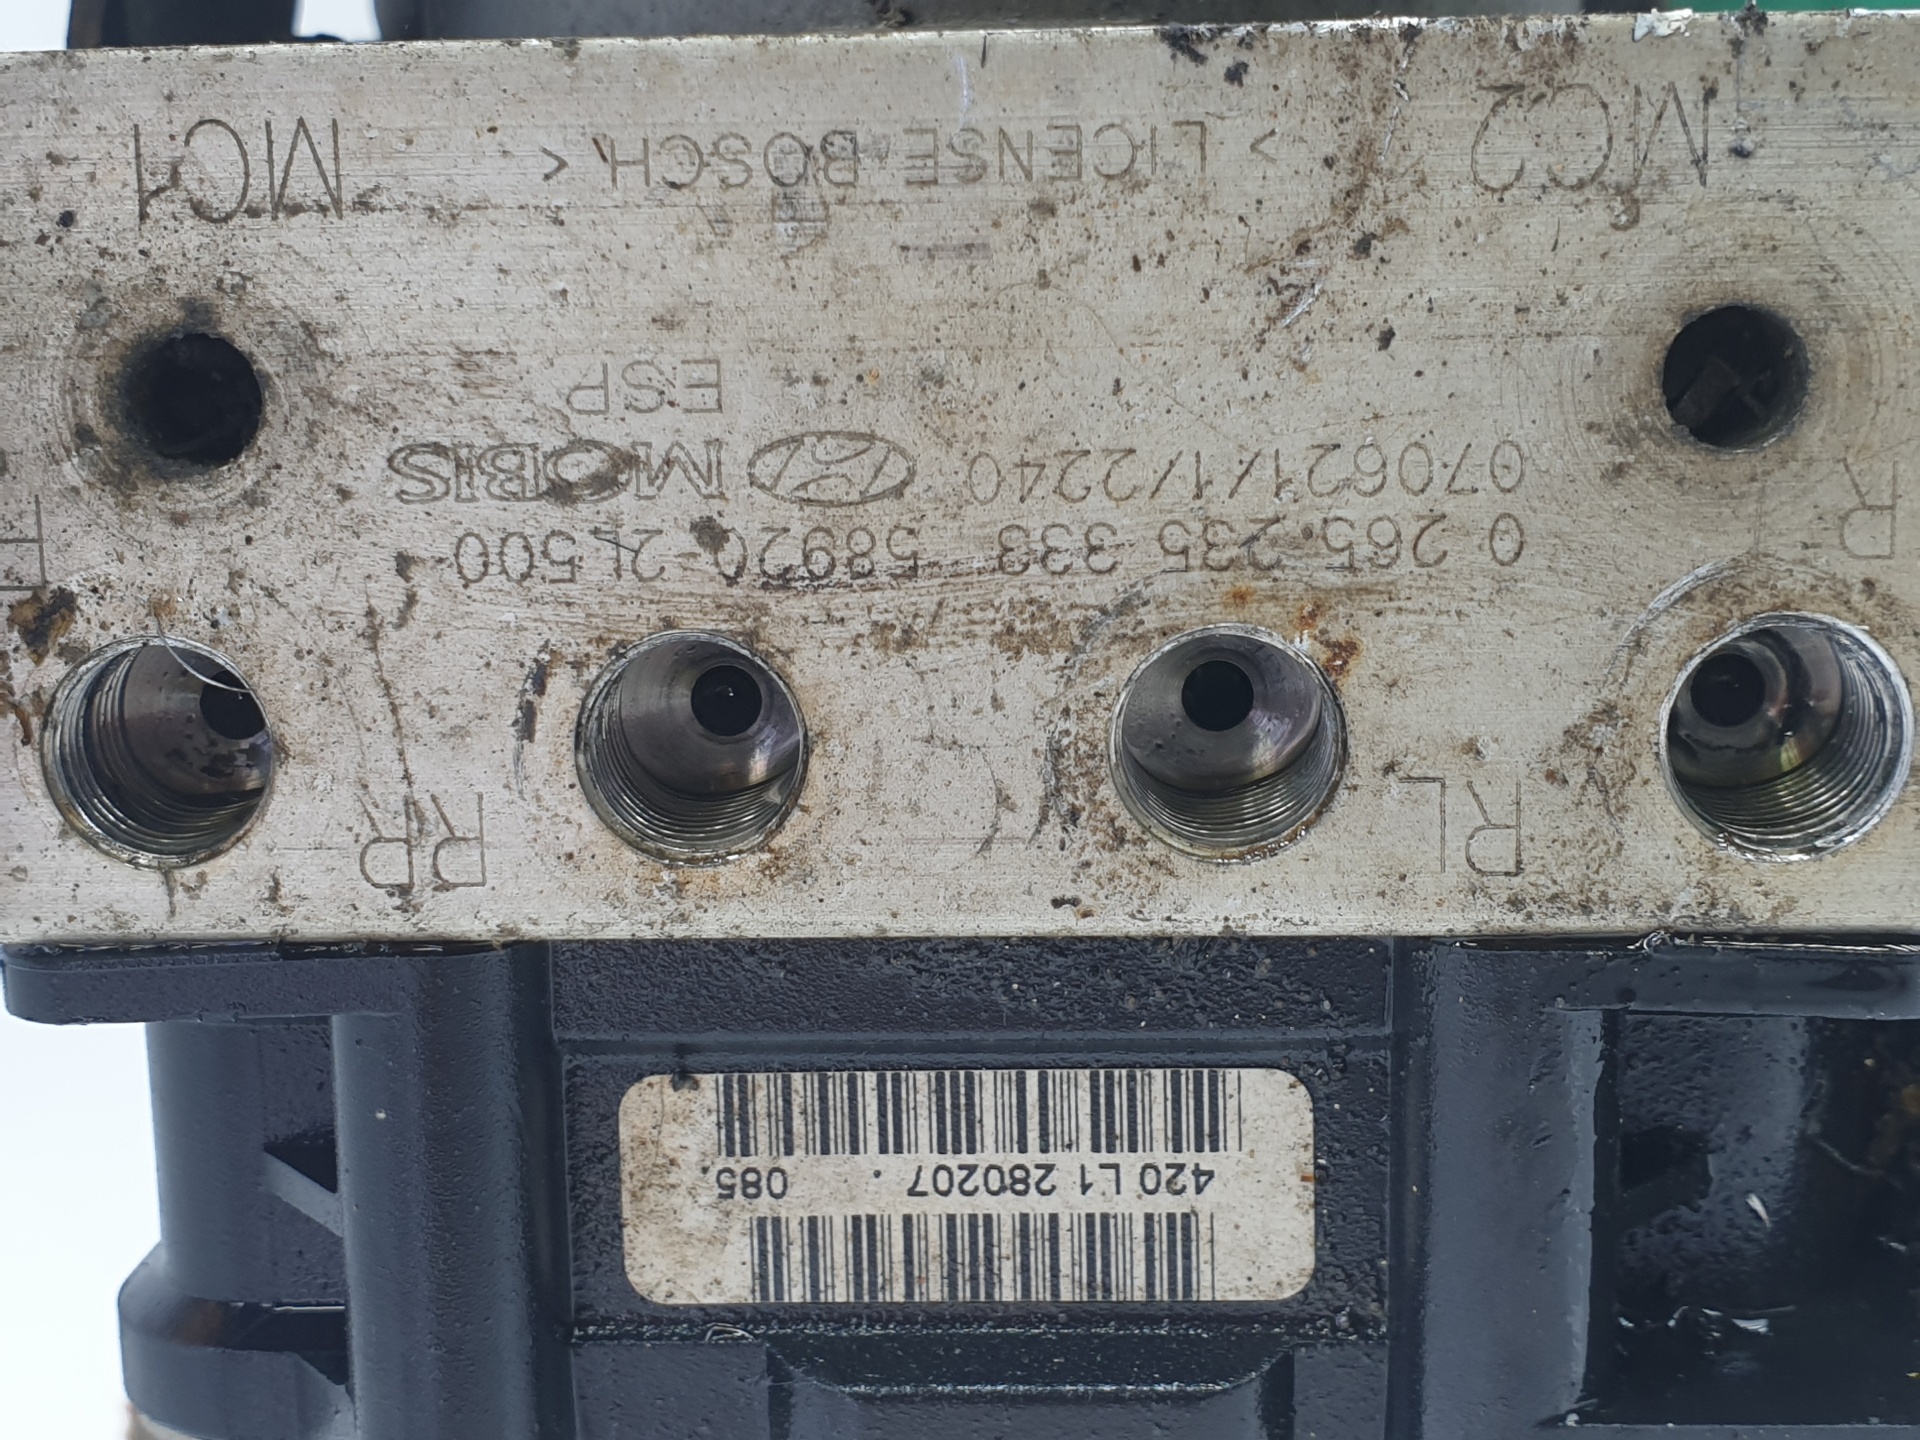 420 L1 280207 . 085.
RL RR
0 265 235 333 58920-2L500
070621/1/2240 MOBIS
ESP
MC2 < LICENSE BOSCH > MC1